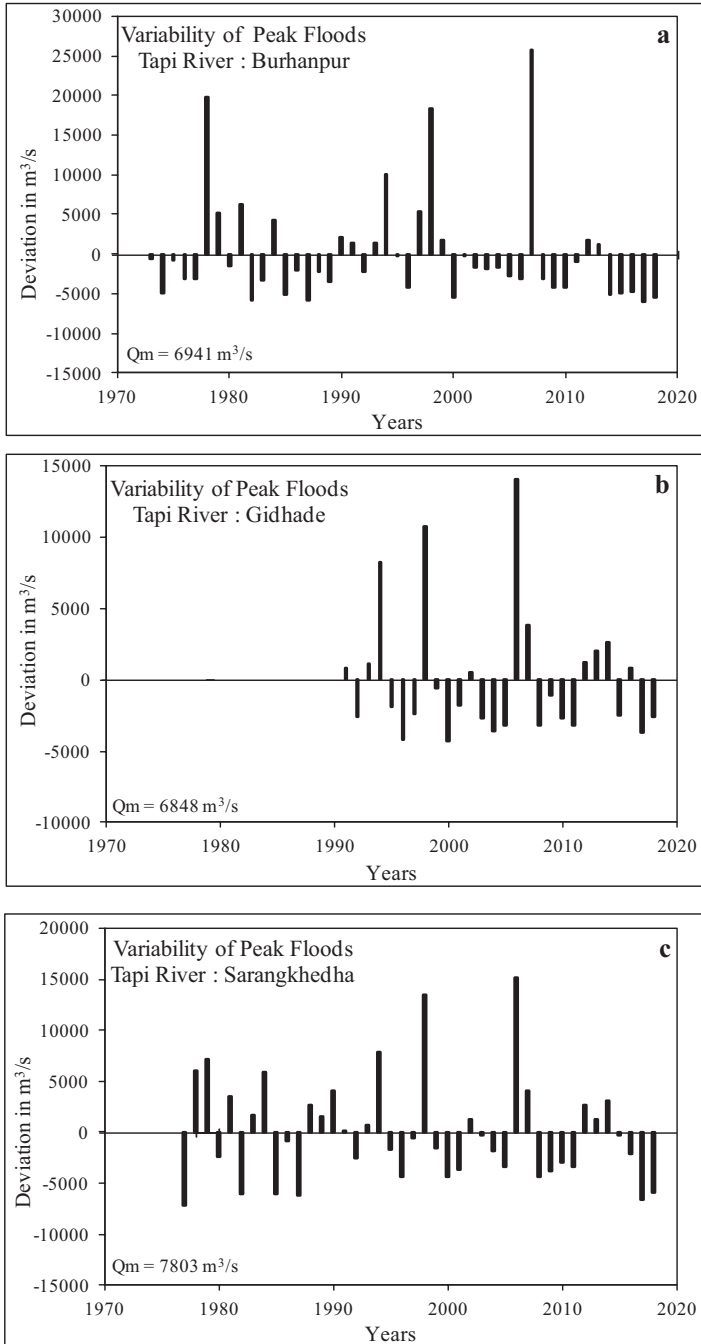 Variability of Peak Floods
Tapi River : Burhanpur
a
30000
25000
20000
15000
10000
5000
0
-5000
-10000
-15000
Deviation in m³/s
Qm = 6941 m³/s
1970 1980 1990 2000 2010 2020
Years
Variability of Peak Floods
Tapi River : Gidhade
b
15000
10000
5000
0
-5000
-10000
Deviation in m³/s
Qm = 6848 m³/s
1970 1980 1990 2000 2010 2020
Years
Variability of Peak Floods
Tapi River : Sarangkhedha
c
20000
15000
10000
5000
0
-5000
-10000
-15000
Deviation in m³/s
Qm = 7803 m³/s
1970 1980 1990 2000 2010 2020
Years